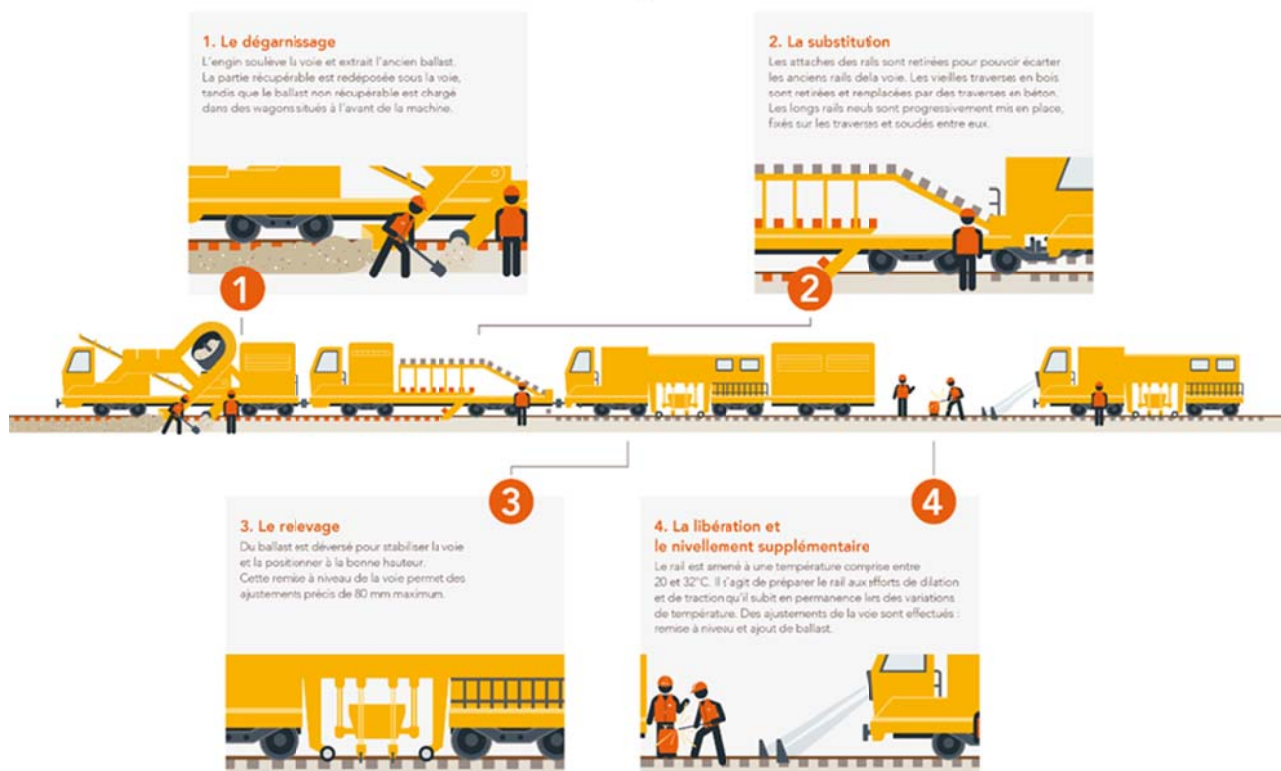 1. Le dégarnissage
L'engin soulève la voie et extrait l'ancien ballast.
La partie récupérable est redéposée sous la voie,
tandis que le ballast non récupérable est chargé
dans des wagons situés à l'avant de la machine.
2. La substitution
Les attaches des rails sont retirées pour pouvoir écarter
les anciens rails de la voie. Les vieilles traverses en bois
sont retirées et remplacées par des traverses en béton.
Les longs rails neufs sont progressivement mis en place,
fixés sur les traverses et soudés entre eux.
1
2
3
4
3. Le relevage
Du ballast est déversé pour stabiliser la voie
et la positionner à la bonne hauteur.
Cette remise à niveau de la voie permet des
ajustements précis de 80 mm maximum.
4. La libération et
le nivellement supplémentaire
Le rail est amené à une température comprise entre
20 et 32°C. Il s'agit de préparer le rail aux efforts de dilation
et de traction qu'il subit en permanence lors des variations
de température. Des ajustements de la voie sont effectués :
remise à niveau et ajout de ballast.